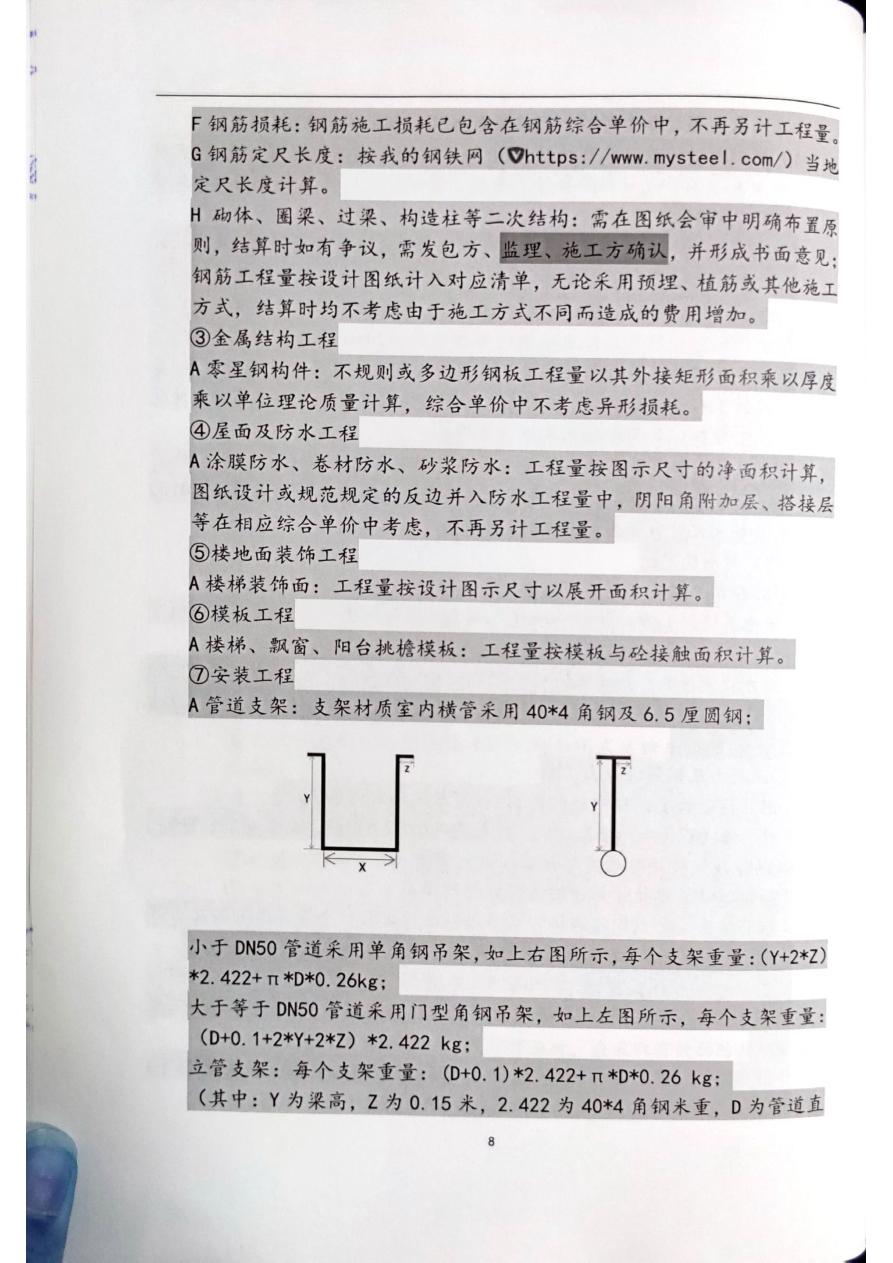 F 钢筋损耗：钢筋施工损耗已包含在钢筋综合单价中，不再另计工程量。
G 钢筋定尺长度：按我的钢铁网（https://www.mysteel.com/）当地
定尺长度计算。
H 砌体、圈梁、过梁、构造柱等二次结构：需在图纸会审中明确布置原
则，结算时如有争议，需发包方、监理、施工方确认，并形成书面意见；
钢筋工程量按设计图纸计入对应清单，无论采用预埋、植筋或其他施工
方式，结算时均不考虑由于施工方式不同而造成的费用增加。
③金属结构工程
A 零星钢构件：不规则或多边形钢板工程量以其外接矩形面积乘以厚度
乘以单位理论质量计算，综合单价中不考虑异形损耗。
④屋面及防水工程
A 涂膜防水、卷材防水、砂浆防水：工程量按图示尺寸的净面积计算，
图纸设计或规范规定的反边并入防水工程量中，阴阳角附加层、搭接层
等在相应综合单价中考虑，不再另计工程量。
⑤楼地面装饰工程
A 楼梯装饰面：工程量按设计图示尺寸以展开面积计算。
⑥模板工程
A 楼梯、飘窗、阳台挑檐模板：工程量按模板与砼接触面积计算。
⑦安装工程
A 管道支架：支架材质室内横管采用 40*4 角钢及 6.5 厘圆钢；
Z Z
Y Y
X
小于 DN50 管道采用单角钢吊架，如上右图所示，每个支架重量：(Y+2*Z)
*2.422+π*D*0.26kg；
大于等于 DN50 管道采用门型角钢吊架，如上左图所示，每个支架重量：
（D+0.1+2*Y+2*Z）*2.422 kg；
立管支架：每个支架重量：(D+0.1)*2.422+π*D*0.26 kg；
（其中：Y 为梁高，Z 为 0.15 米，2.422 为 40*4 角钢米重，D 为管道直
8